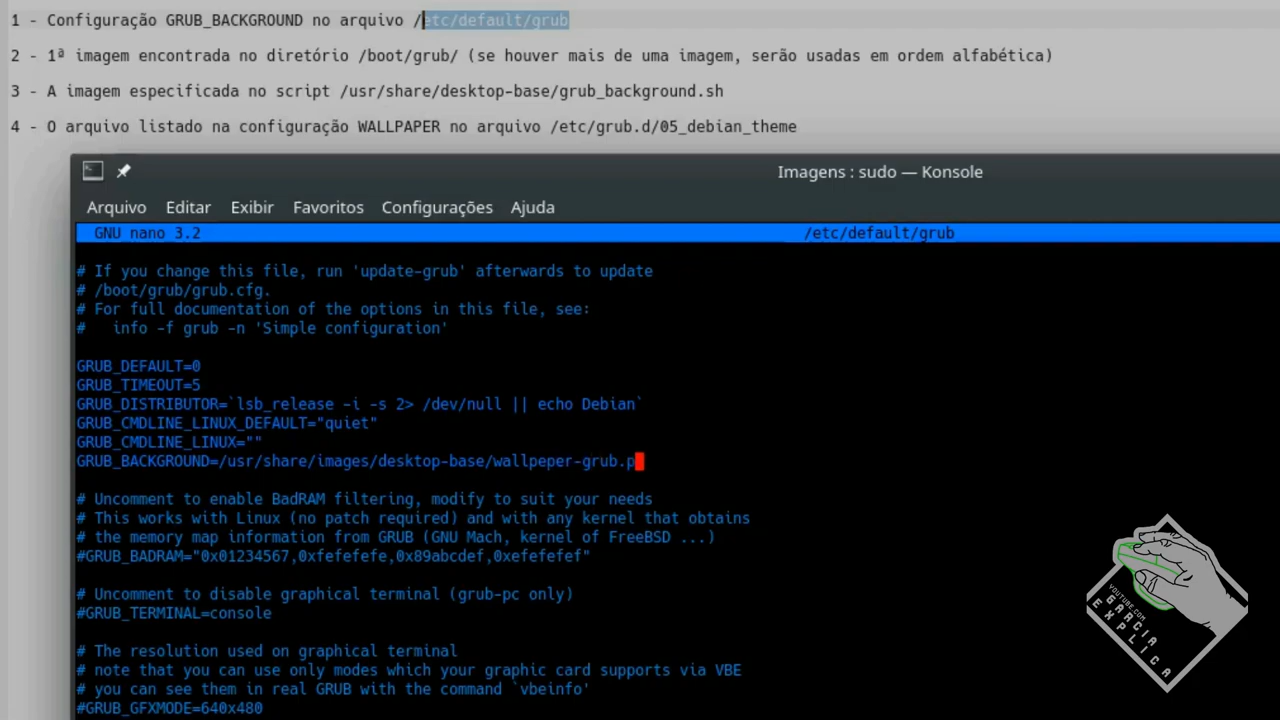 1 - Configuração GRUB_BACKGROUND no arquivo /etc/default/grub
2 - 1ª imagem encontrada no diretório /boot/grub/ (se houver mais de uma imagem, serão usadas em ordem alfabética)
3 - A imagem especificada no script /usr/share/desktop-base/grub_background.sh
4 - O arquivo listado na configuração WALLPAPER no arquivo /etc/grub.d/05_debian_theme
Imagens : sudo — Konsole
Arquivo Editar Exibir Favoritos Configurações Ajuda
GNU nano 3.2 /etc/default/grub
# If you change this file, run 'update-grub' afterwards to update
# /boot/grub/grub.cfg.
# For full documentation of the options in this file, see:
#   info -f grub -n 'Simple configuration'
GRUB_DEFAULT=0
GRUB_TIMEOUT=5
GRUB_DISTRIBUTOR=`lsb_release -i -s 2> /dev/null || echo Debian`
GRUB_CMDLINE_LINUX_DEFAULT="quiet"
GRUB_CMDLINE_LINUX=""
GRUB_BACKGROUND=/usr/share/images/desktop-base/wallpeper-grub.p
# Uncomment to enable BadRAM filtering, modify to suit your needs
# This works with Linux (no patch required) and with any kernel that obtains
# the memory map information from GRUB (GNU Mach, kernel of FreeBSD ...)
#GRUB_BADRAM="0x01234567,0xfefefefe,0x89abcdef,0xefefefef"
# Uncomment to disable graphical terminal (grub-pc only)
#GRUB_TERMINAL=console
# The resolution used on graphical terminal
# note that you can use only modes which your graphic card supports via VBE
# you can see them in real GRUB with the command `vbeinfo'
#GRUB_GFXMODE=640x480
YOUTUBE.COM
GARCIA
EXPLICA